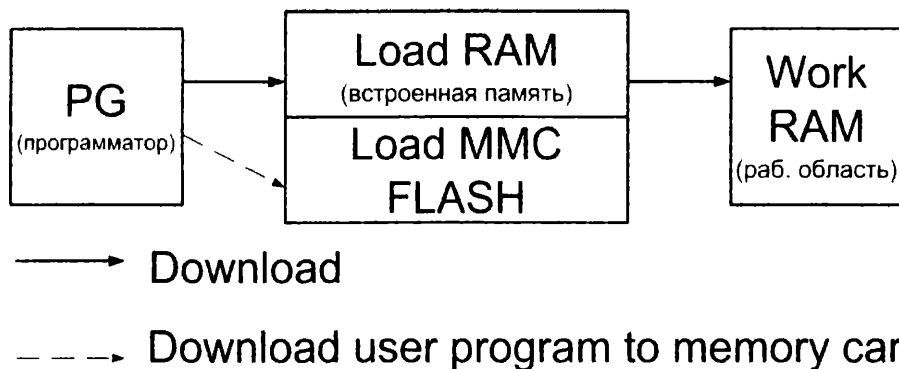 PG
(программатор)
Load RAM
(встроенная память)
Load MMC
FLASH
Work
RAM
(раб. область)
Download
Download user program to memory car